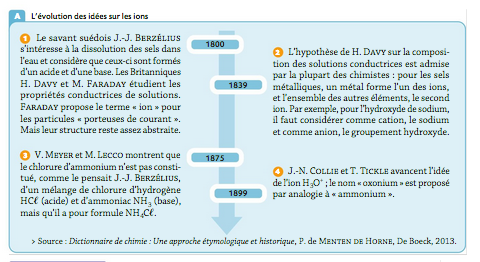 A L'évolution des idées sur les ions
1 Le savant suédois J.-J. BERZÉLIUS
s'intéresse à la dissolution des sels dans
l'eau et considère que ceux-ci sont formés
d'un acide et d'une base. Les Britanniques
H. DAVY et M. FARADAY étudient les
propriétés conductrices de solutions.
FARADAY propose le terme « ion » pour
les particules « porteuses de courant ».
Mais leur structure reste assez abstraite.
1800
1839
2 L'hypothèse de H. DAVY sur la composi-
tion des solutions conductrices est admise
par la plupart des chimistes : pour les sels
métalliques, un métal forme l'un des ions,
et l'ensemble des autres éléments, le second
ion. Par exemple, pour l'hydroxyde de sodium,
il faut considérer comme cation, le sodium
et comme anion, le groupement hydroxyde.
3 V. MEYER et M. LECCO montrent que
le chlorure d'ammonium n'est pas consti-
tué, comme le pensait J.-J. BERZÉLIUS,
d'un mélange de chlorure d'hydrogène
HCℓ (acide) et d'ammoniac NH₃ (base),
mais qu'il a pour formule NH₄Cℓ.
1875
1899
4 J.-N. COLLIE et T. TICKLE avancent l'idée
de l'ion H₃O⁺ ; le nom « oxonium » est proposé
par analogie à « ammonium ».
> Source : Dictionnaire de chimie : Une approche étymologique et historique, P. de MENTEN DE HORNE, De Boeck, 2013.